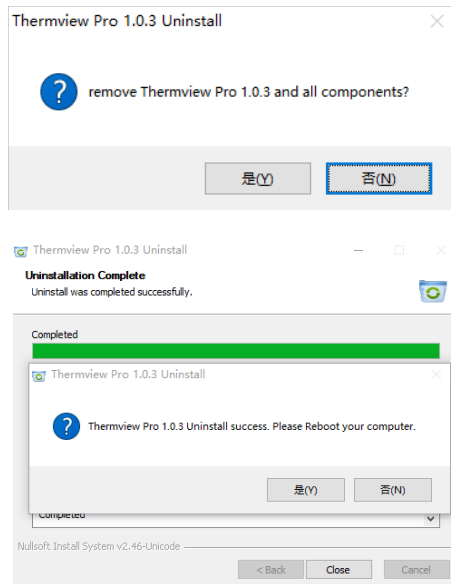 Thermview Pro 1.0.3 Uninstall
remove Thermview Pro 1.0.3 and all components?
是(Y)
否(N)
Thermview Pro 1.0.3 Uninstall
Uninstallation Complete
Uninstall was completed successfully.
Completed
Thermview Pro 1.0.3 Uninstall
Thermview Pro 1.0.3 Uninstall success. Please Reboot your computer.
是(Y)
否(N)
Completed
Nullsoft Install System v2.46-Unicode
< Back
Close
Cancel